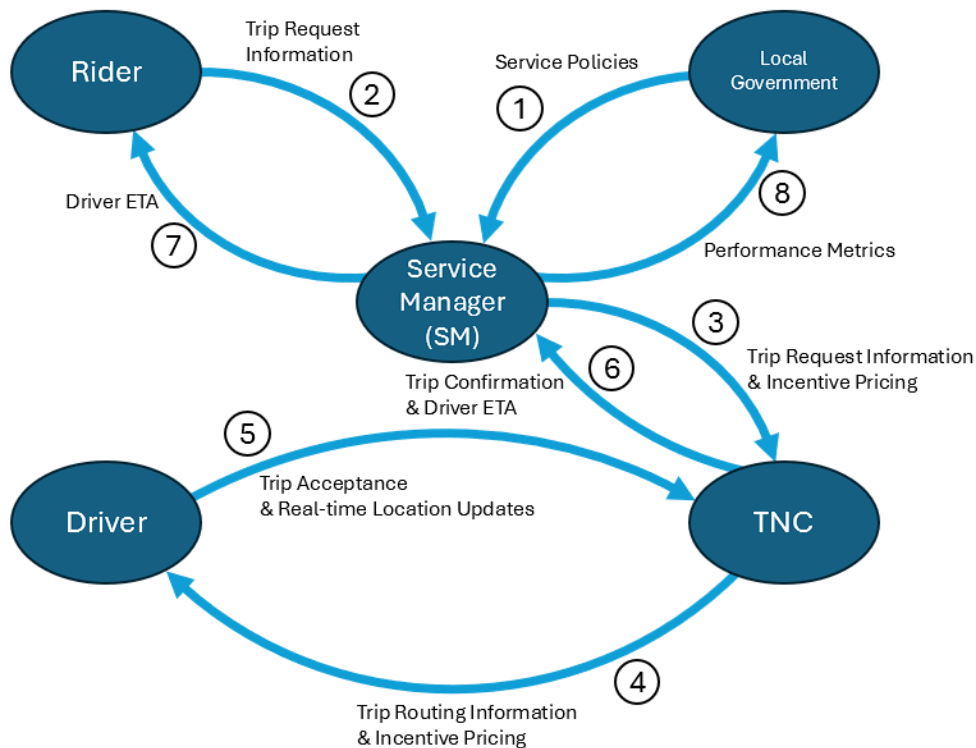 Trip Request
Information
Rider
2
Service Policies
1
Local
Government
8
Performance Metrics
Driver ETA
7
Service
Manager
(SM)
3
Trip Request Information
& Incentive Pricing
6
Trip Confirmation
& Driver ETA
5
Trip Acceptance
& Real-time Location Updates
Driver
TNC
4
Trip Routing Information
& Incentive Pricing